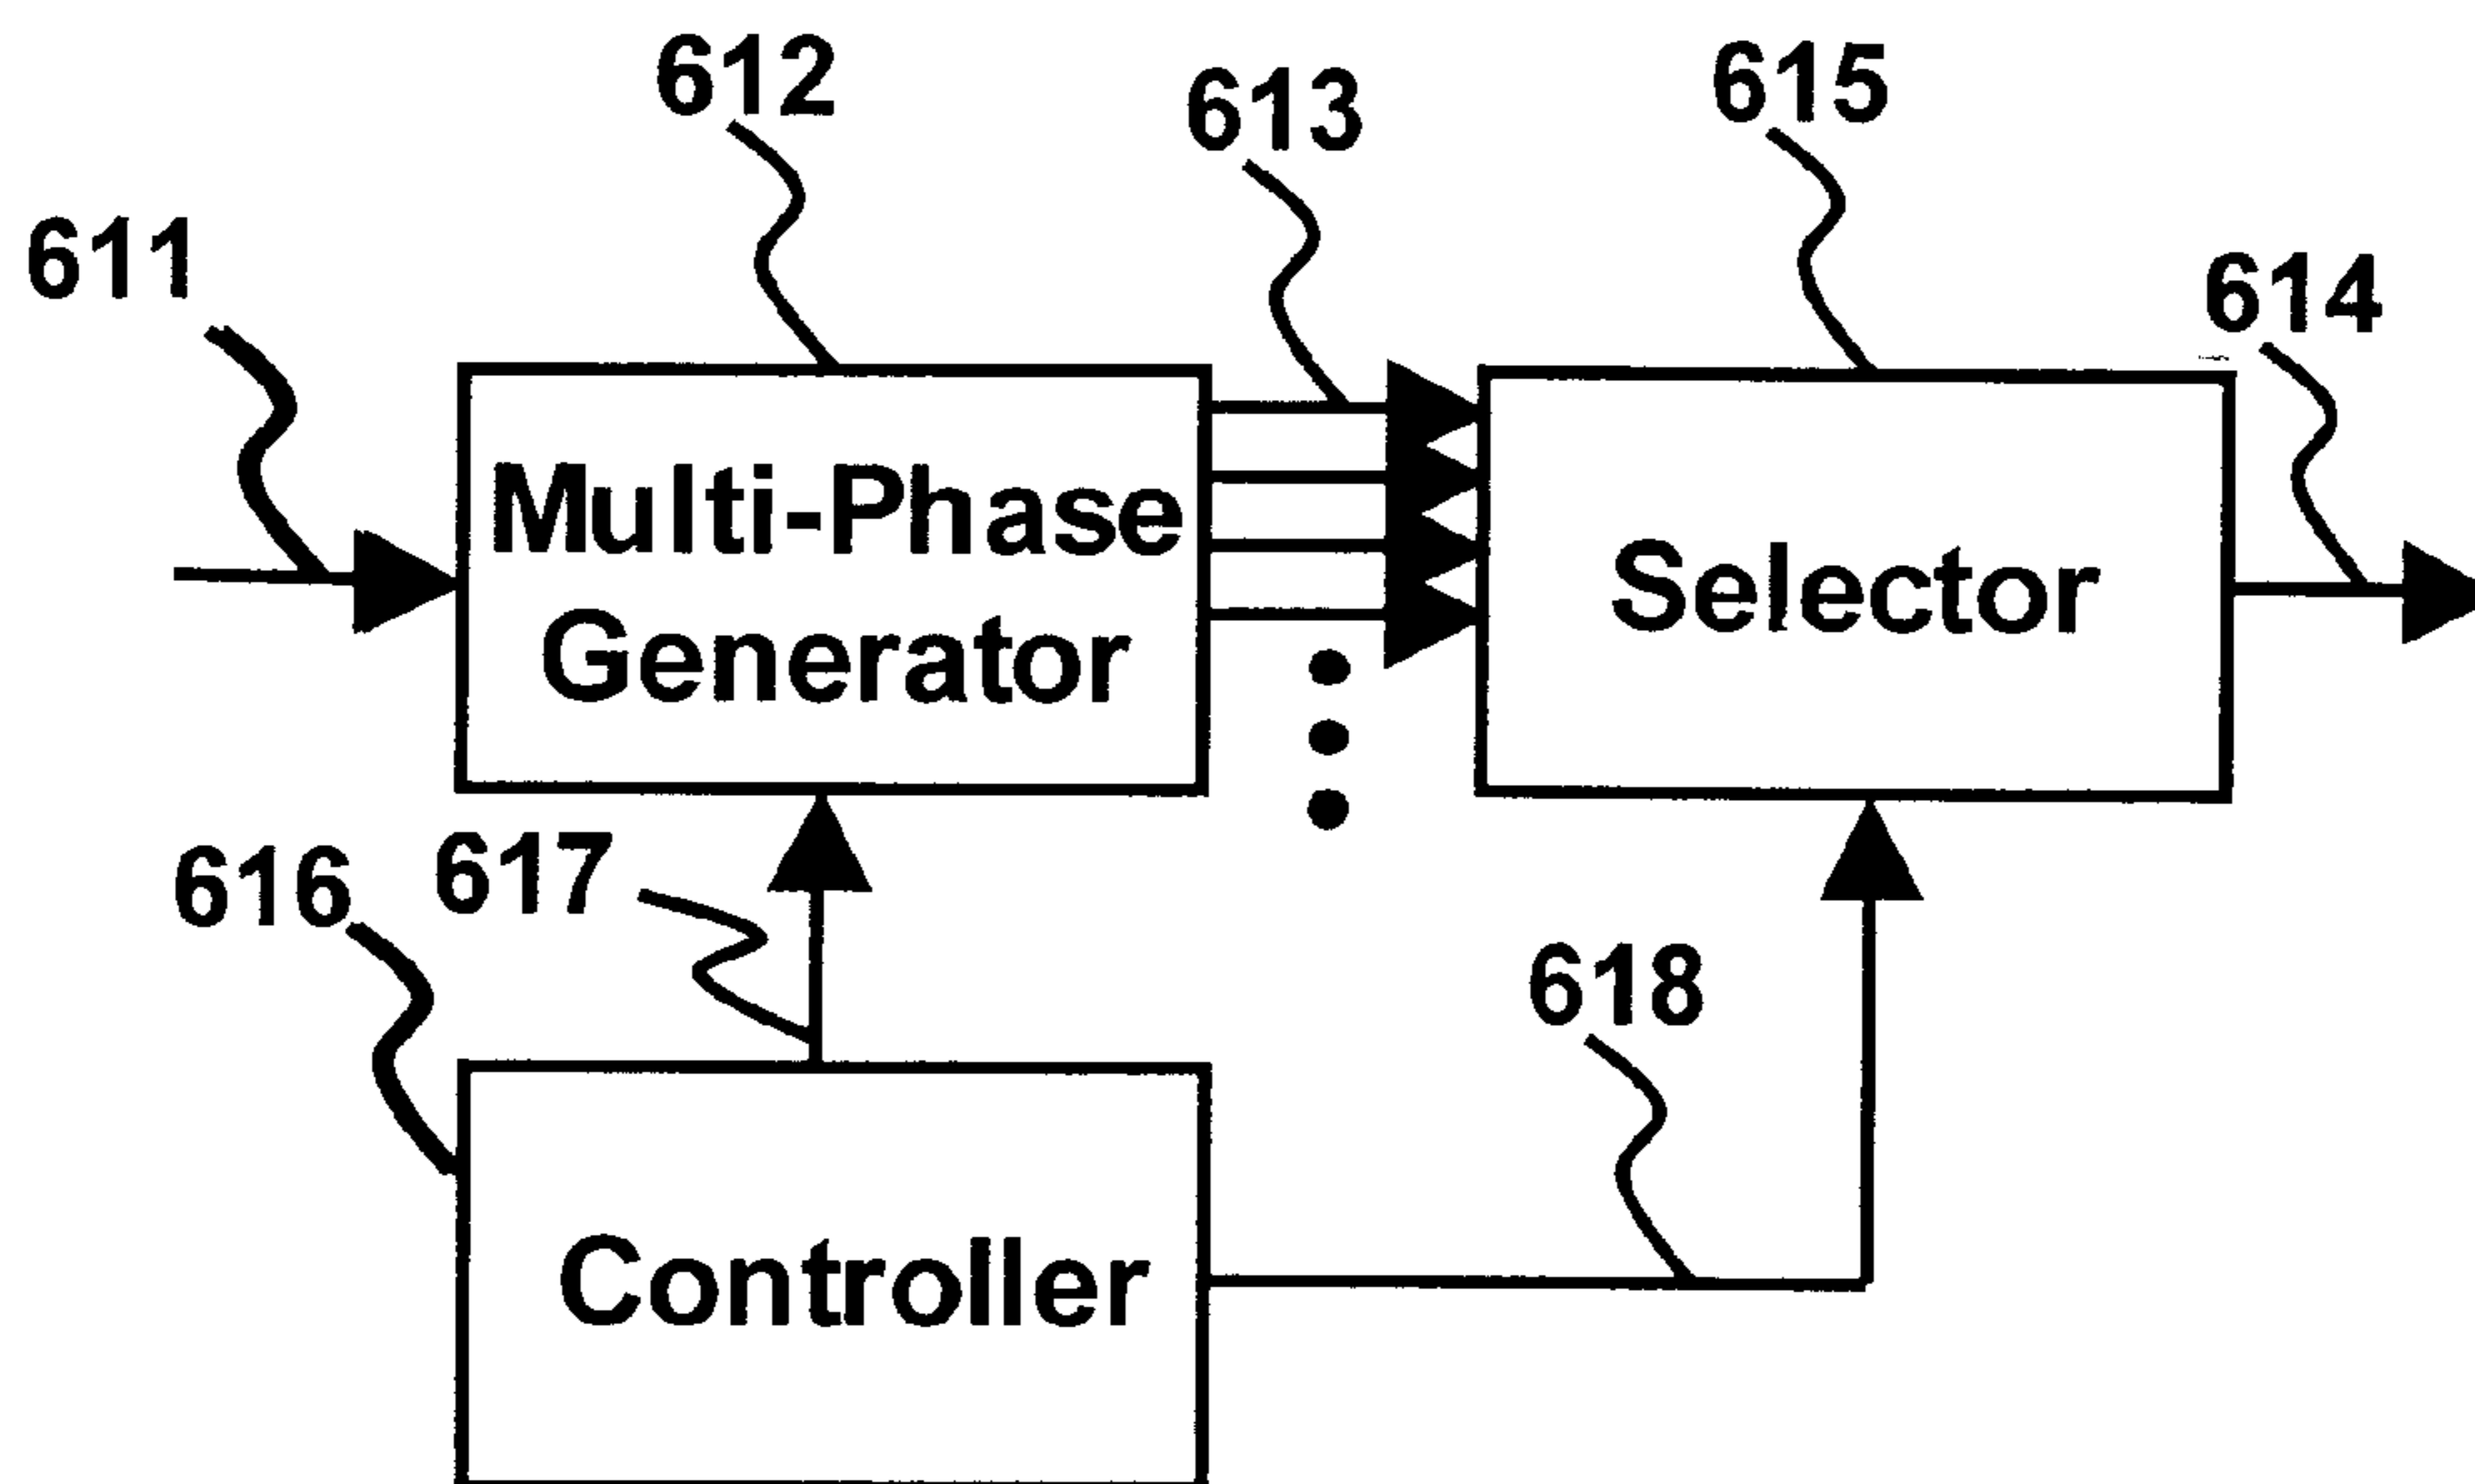 612
613
615
611
614
Multi-Phase
Generator
Selector
616
617
618
Controller